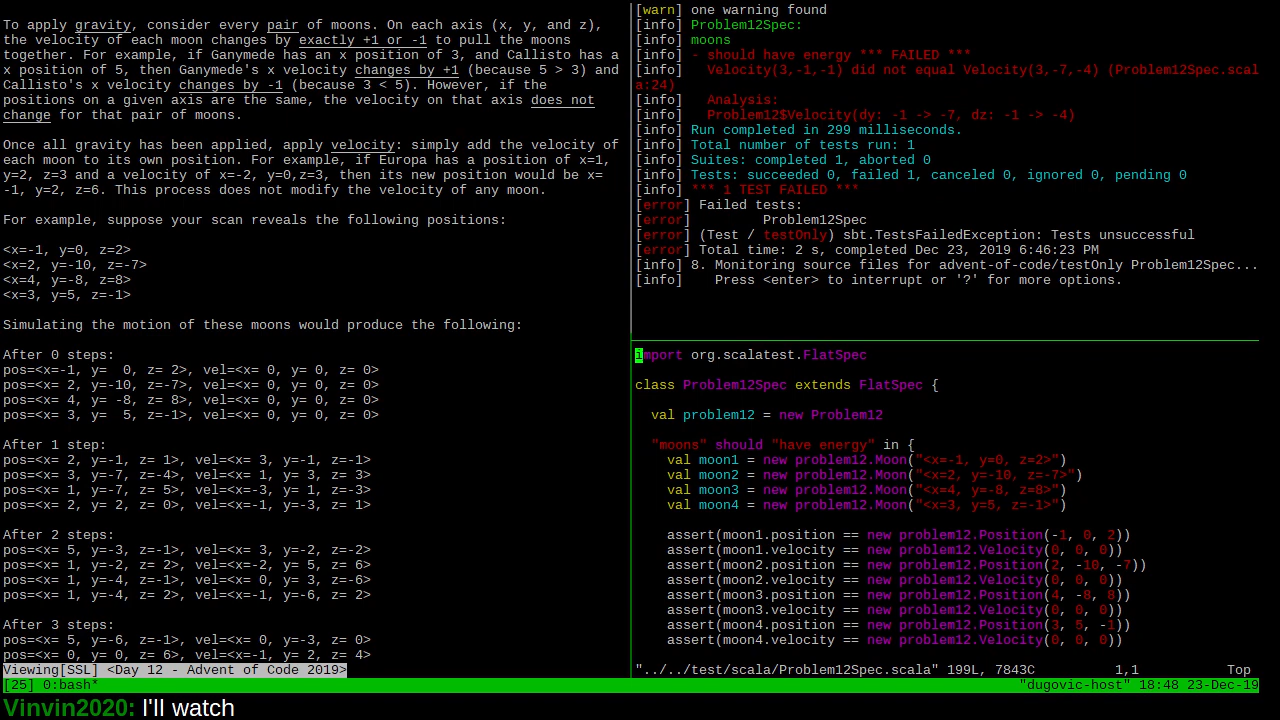 To apply gravity, consider every pair of moons. On each axis (x, y, and z),
the velocity of each moon changes by exactly +1 or -1 to pull the moons
together. For example, if Ganymede has an x position of 3, and Callisto has a
x position of 5, then Ganymede's x velocity changes by +1 (because 5 > 3) and
Callisto's x velocity changes by -1 (because 3 < 5). However, if the
positions on a given axis are the same, the velocity on that axis does not
change for that pair of moons.
Once all gravity has been applied, apply velocity: simply add the velocity of
each moon to its own position. For example, if Europa has a position of x=1,
y=2, z=3 and a velocity of x=-2, y=0,z=3, then its new position would be x=
-1, y=2, z=6. This process does not modify the velocity of any moon.
For example, suppose your scan reveals the following positions:
<x=-1, y=0, z=2>
<x=2, y=-10, z=-7>
<x=4, y=-8, z=8>
<x=3, y=5, z=-1>
Simulating the motion of these moons would produce the following:
After 0 steps:
pos=<x=-1, y=  0, z= 2>, vel=<x= 0, y= 0, z= 0>
pos=<x= 2, y=-10, z=-7>, vel=<x= 0, y= 0, z= 0>
pos=<x= 4, y= -8, z= 8>, vel=<x= 0, y= 0, z= 0>
pos=<x= 3, y=  5, z=-1>, vel=<x= 0, y= 0, z= 0>
After 1 step:
pos=<x= 2, y=-1, z= 1>, vel=<x= 3, y=-1, z=-1>
pos=<x= 3, y=-7, z=-4>, vel=<x= 1, y= 3, z= 3>
pos=<x= 1, y=-7, z= 5>, vel=<x=-3, y= 1, z=-3>
pos=<x= 2, y= 2, z= 0>, vel=<x=-1, y=-3, z= 1>
After 2 steps:
pos=<x= 5, y=-3, z=-1>, vel=<x= 3, y=-2, z=-2>
pos=<x= 1, y=-2, z= 2>, vel=<x=-2, y= 5, z= 6>
pos=<x= 1, y=-4, z=-1>, vel=<x= 0, y= 3, z=-6>
pos=<x= 1, y=-4, z= 2>, vel=<x=-1, y=-6, z= 2>
After 3 steps:
pos=<x= 5, y=-6, z=-1>, vel=<x= 0, y=-3, z= 0>
pos=<x= 0, y= 0, z= 6>, vel=<x=-1, y= 2, z= 4>
Viewing[SSL] <Day 12 - Advent of Code 2019>
[warn] one warning found
[info] Problem12Spec:
[info] moons
[info] - should have energy *** FAILED ***
[info]   Velocity(3,-1,-1) did not equal Velocity(3,-7,-4) (Problem12Spec.scal
a:24)
[info]   Analysis:
[info]   Problem12$Velocity(dy: -1 -> -7, dz: -1 -> -4)
[info] Run completed in 299 milliseconds.
[info] Total number of tests run: 1
[info] Suites: completed 1, aborted 0
[info] Tests: succeeded 0, failed 1, canceled 0, ignored 0, pending 0
[info] *** 1 TEST FAILED ***
[error] Failed tests:
[error]         Problem12Spec
[error] (Test / testOnly) sbt.TestsFailedException: Tests unsuccessful
[error] Total time: 2 s, completed Dec 23, 2019 6:46:23 PM
[info] 8. Monitoring source files for advent-of-code/testOnly Problem12Spec...
[info]    Press <enter> to interrupt or '?' for more options.
import org.scalatest.FlatSpec
class Problem12Spec extends FlatSpec {
  val problem12 = new Problem12
  "moons" should "have energy" in {
    val moon1 = new problem12.Moon("<x=-1, y=0, z=2>")
    val moon2 = new problem12.Moon("<x=2, y=-10, z=-7>")
    val moon3 = new problem12.Moon("<x=4, y=-8, z=8>")
    val moon4 = new problem12.Moon("<x=3, y=5, z=-1>")
    assert(moon1.position == new problem12.Position(-1, 0, 2))
    assert(moon1.velocity == new problem12.Velocity(0, 0, 0))
    assert(moon2.position == new problem12.Position(2, -10, -7))
    assert(moon2.velocity == new problem12.Velocity(0, 0, 0))
    assert(moon3.position == new problem12.Position(4, -8, 8))
    assert(moon3.velocity == new problem12.Velocity(0, 0, 0))
    assert(moon4.position == new problem12.Position(3, 5, -1))
    assert(moon4.velocity == new problem12.Velocity(0, 0, 0))
"../../test/scala/Problem12Spec.scala" 199L, 7843C 1,1 Top
[25] 0:bash* "dugovic-host" 18:48 23-Dec-19
Vinvin2020: I'll watch